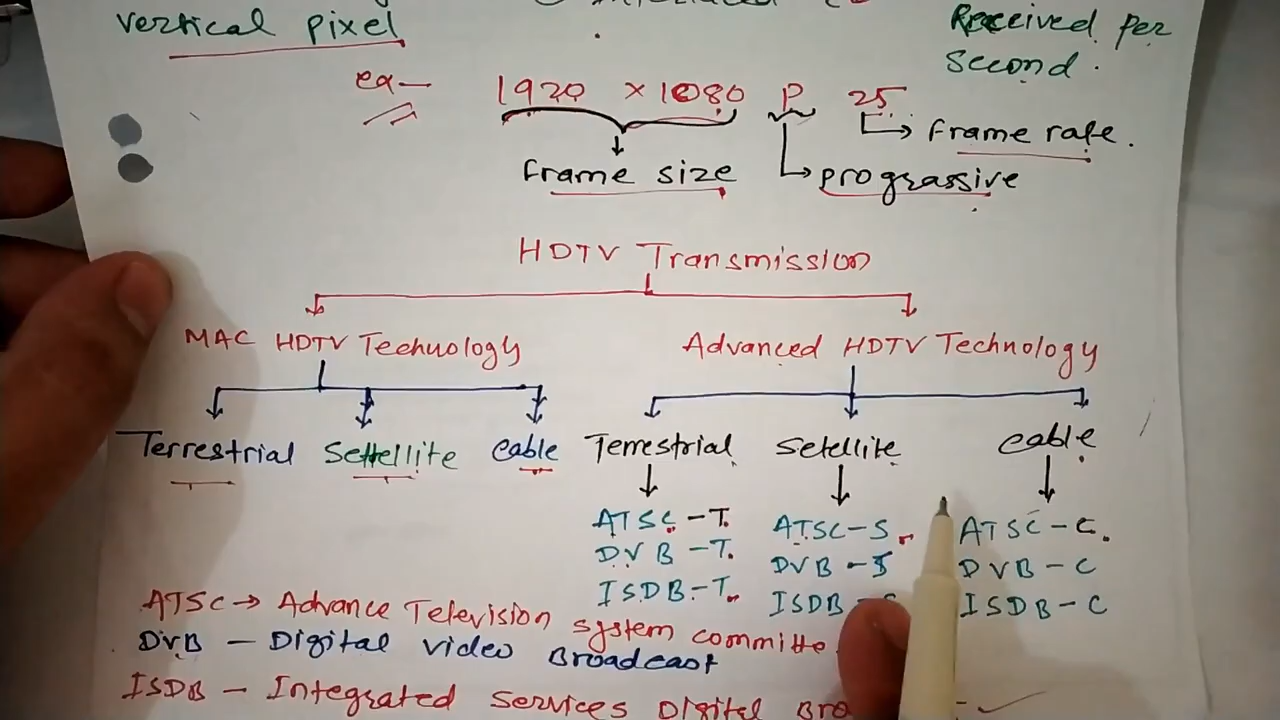 vertical pixel
Received per
second.
ex—
1920 × 1080 P 25
frame rate.
frame size
prograssive
HDTV Transmission
MAC HDTV Technology
Advanced HDTV Technology
Terrestrial Settellite cable Terrestrial Setellite cable
ATSC-T. ATSC-S ATSC-C.
DVB-T. DVB-S DVB-C
ISDB-T ISDB ISDB-C
ATSC → Advance Television system committe
DVB - Digital video Broadcast
ISDB - Integrated Services Digital Bro